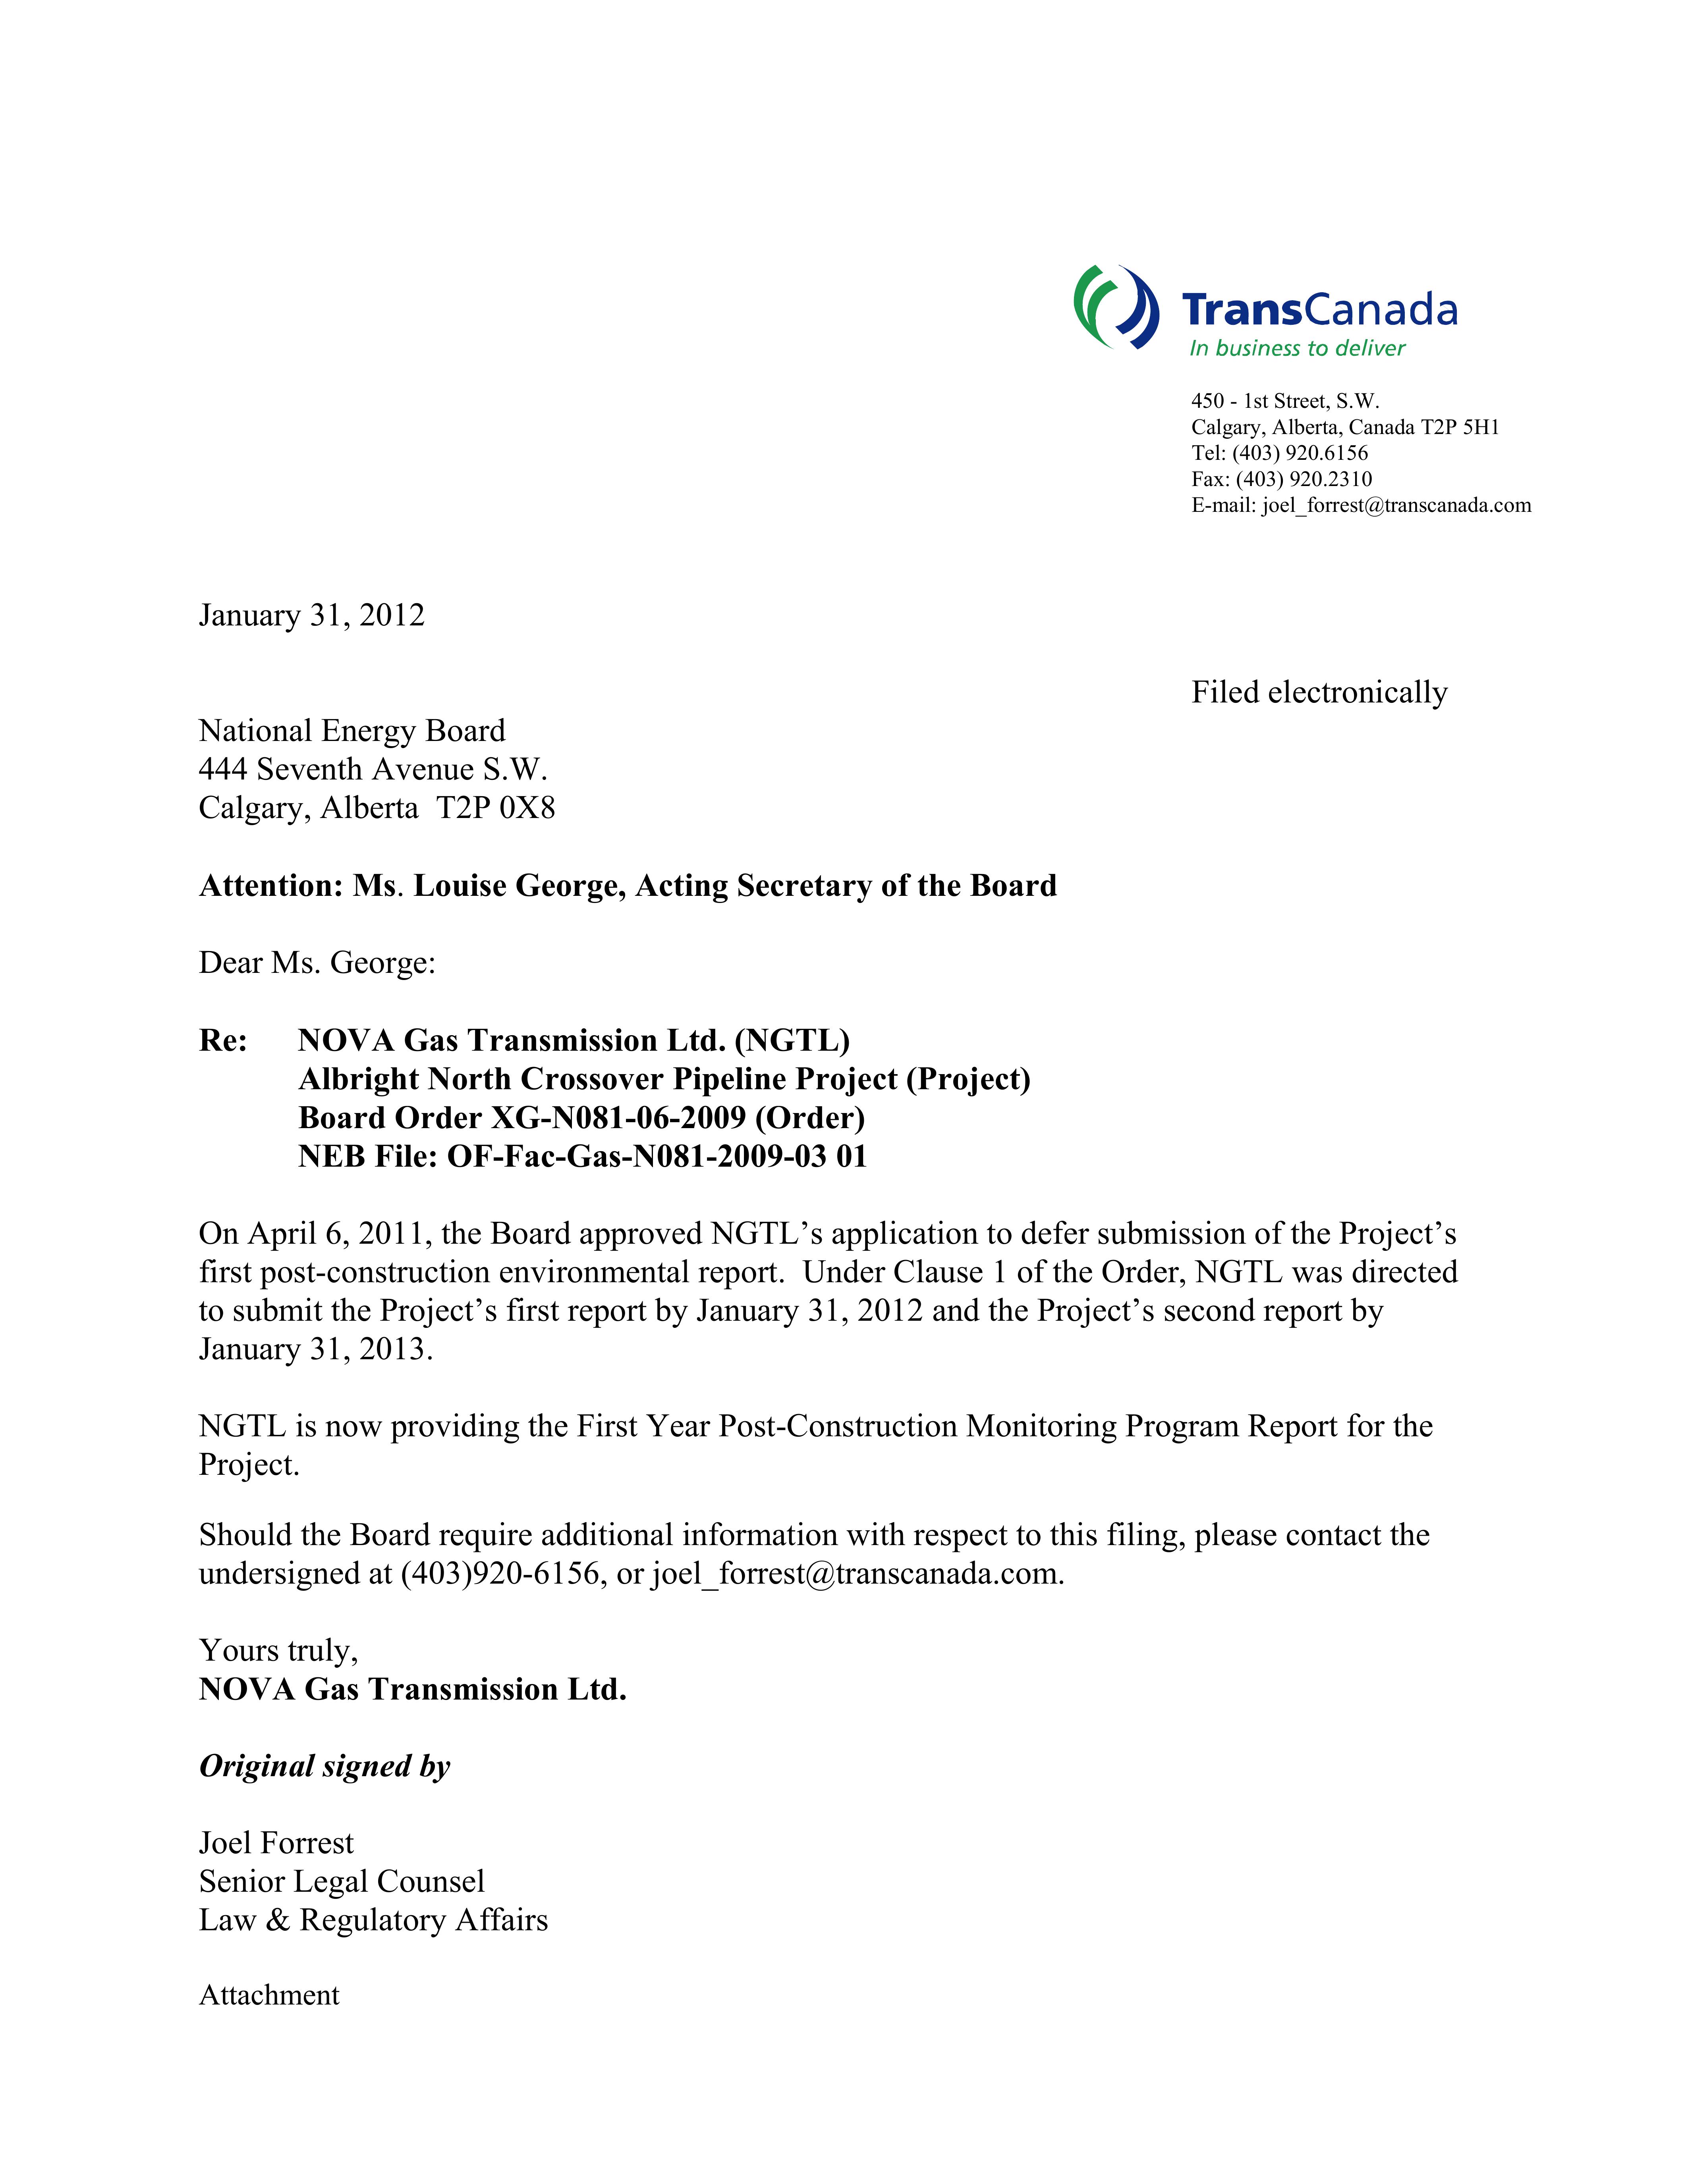 TransCanada
In business to deliver
450 - 1st Street, S.W.
Calgary, Alberta, Canada T2P 5H1
Tel: (403) 920.6156
Fax: (403) 920.2310
E-mail: joel_forrest@transcanada.com
January 31, 2012
Filed electronically
National Energy Board
444 Seventh Avenue S.W.
Calgary, Alberta  T2P 0X8
Attention: Ms. Louise George, Acting Secretary of the Board
Dear Ms. George:
Re: NOVA Gas Transmission Ltd. (NGTL)
Albright North Crossover Pipeline Project (Project)
Board Order XG-N081-06-2009 (Order)
NEB File: OF-Fac-Gas-N081-2009-03 01
On April 6, 2011, the Board approved NGTL’s application to defer submission of the Project’s
first post-construction environmental report.  Under Clause 1 of the Order, NGTL was directed
to submit the Project’s first report by January 31, 2012 and the Project’s second report by
January 31, 2013.
NGTL is now providing the First Year Post-Construction Monitoring Program Report for the
Project.
Should the Board require additional information with respect to this filing, please contact the
undersigned at (403)920-6156, or joel_forrest@transcanada.com.
Yours truly,
NOVA Gas Transmission Ltd.
Original signed by
Joel Forrest
Senior Legal Counsel
Law & Regulatory Affairs
Attachment